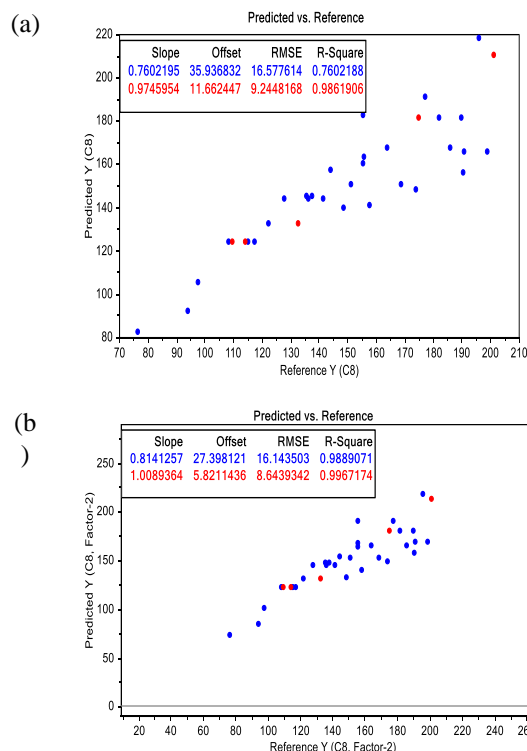 (a)
Predicted vs. Reference
Slope Offset RMSE R-Square
0.7602195 35.936832 16.577614 0.7602188
0.9745954 11.662447 9.2448168 0.9861906
220
200
180
160
140
120
100
80
Predicted Y (C8)
70 80 90 100 110 120 130 140 150 160 170 180 190 200 210
Reference Y (C8)
(b
)
Predicted vs. Reference
Slope Offset RMSE R-Square
0.8141257 27.398121 16.143503 0.9889071
1.0089364 5.8211436 8.6439342 0.9967174
250
200
150
100
50
0
Predicted Y (C8, Factor-2)
20 40 60 80 100 120 140 160 180 200 220 240 260
Reference Y (C8, Factor-2)